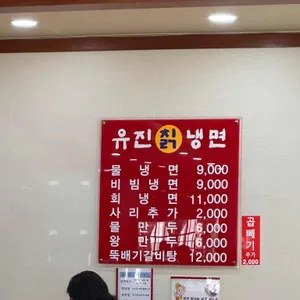 유진칡냉면
물냉면 9,000
비빔냉면 9,000
회냉면 11,000
사리추가 2,000
물만두 6,000
왕만두 6,000
뚝배기갈비탕 12,000
곱빼기
추가
2,000